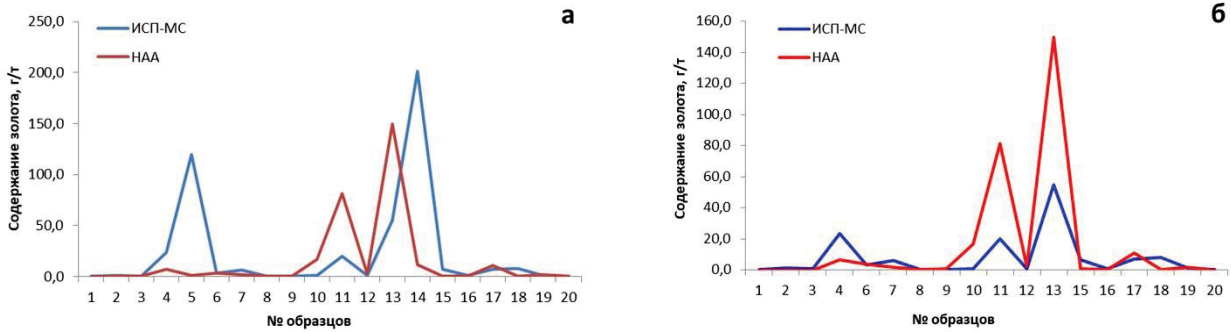 а
250,0
200,0
150,0
100,0
50,0
0,0
Содержание золота, г/т
ИСП-МС
НАА
1 2 3 4 5 6 7 8 9 10 11 12 13 14 15 16 17 18 19 20
№ образцов
б
160,0
140,0
120,0
100,0
80,0
60,0
40,0
20,0
0,0
Содержание золота, г/т
ИСП-МС
НАА
1 2 3 4 6 7 8 9 10 11 12 13 15 16 17 18 19 20
№ образцов